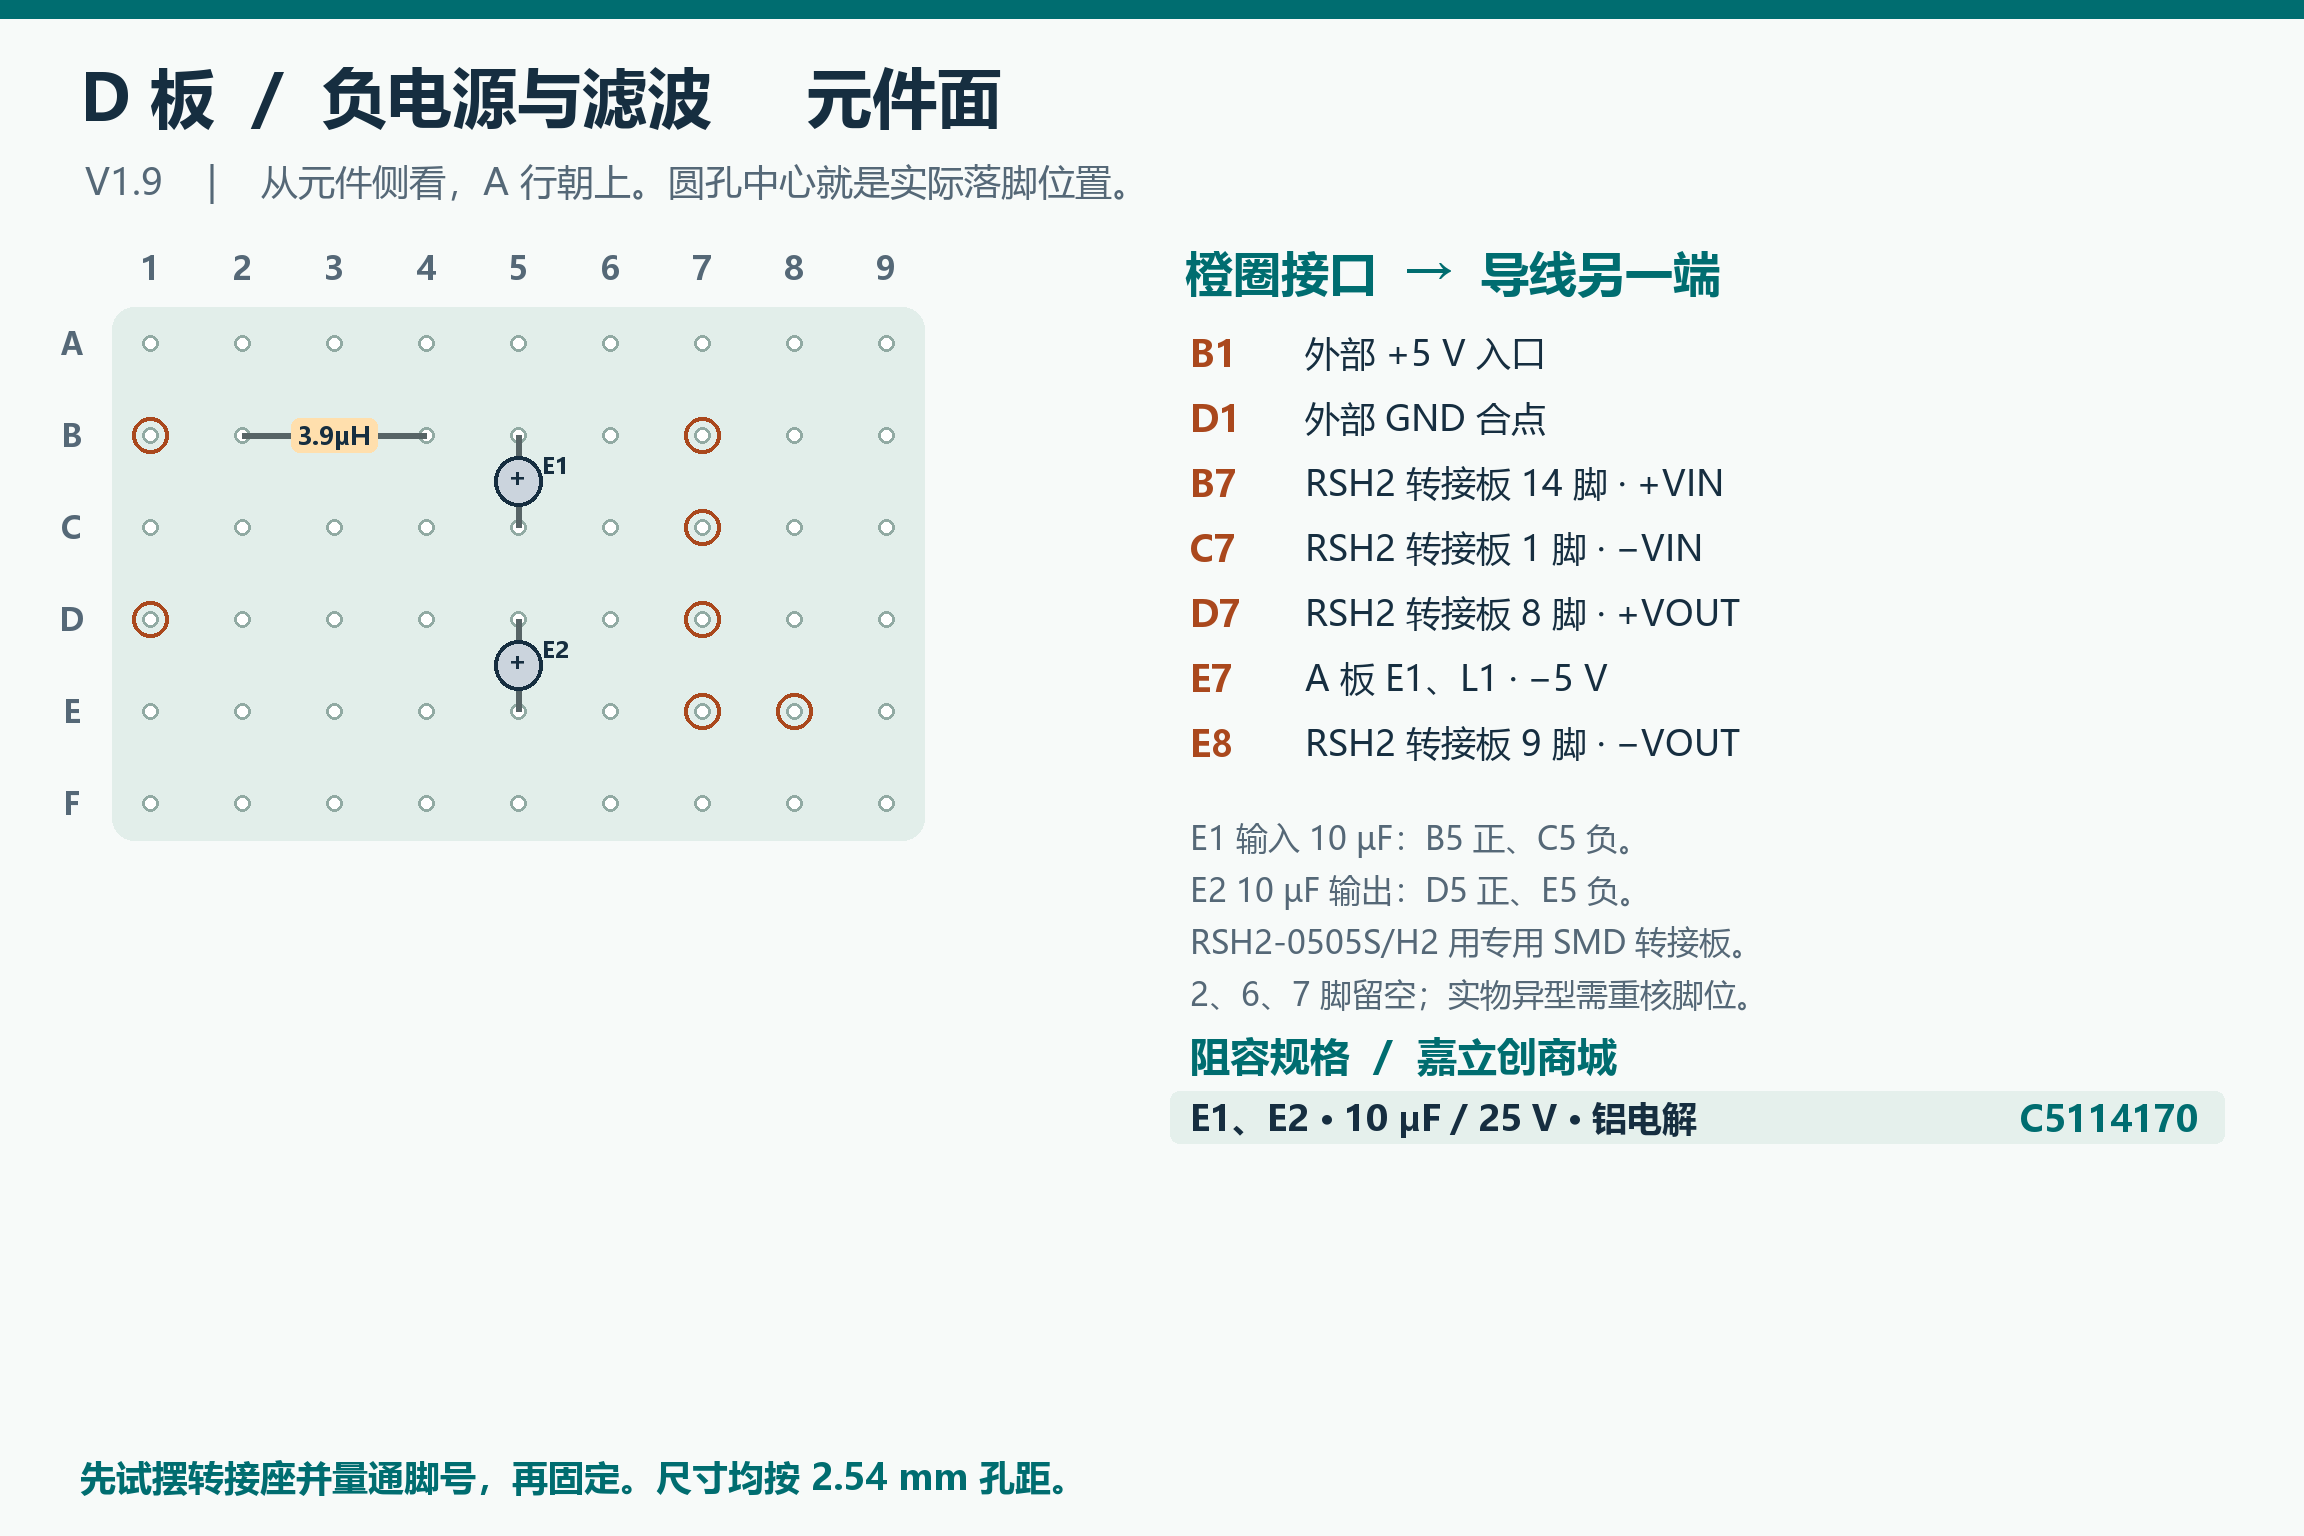 D 板 / 负电源与滤波 元件面
V1.9 | 从元件侧看，A 行朝上。圆孔中心就是实际落脚位置。
1 2 3 4 5 6 7 8 9
A
B
C
D
E
F
3.9μH
+
E1
+
E2
橙圈接口 → 导线另一端
B1 外部 +5 V 入口
D1 外部 GND 合点
B7 RSH2 转接板 14 脚 · +VIN
C7 RSH2 转接板 1 脚 · −VIN
D7 RSH2 转接板 8 脚 · +VOUT
E7 A 板 E1、L1 · −5 V
E8 RSH2 转接板 9 脚 · −VOUT
E1 输入 10 μF：B5 正、C5 负。
E2 10 μF 输出：D5 正、E5 负。
RSH2-0505S/H2 用专用 SMD 转接板。
2、6、7 脚留空；实物异型需重核脚位。
阻容规格 / 嘉立创商城
E1、E2 • 10 μF / 25 V • 铝电解 C5114170
先试摆转接座并量通脚号，再固定。尺寸均按 2.54 mm 孔距。